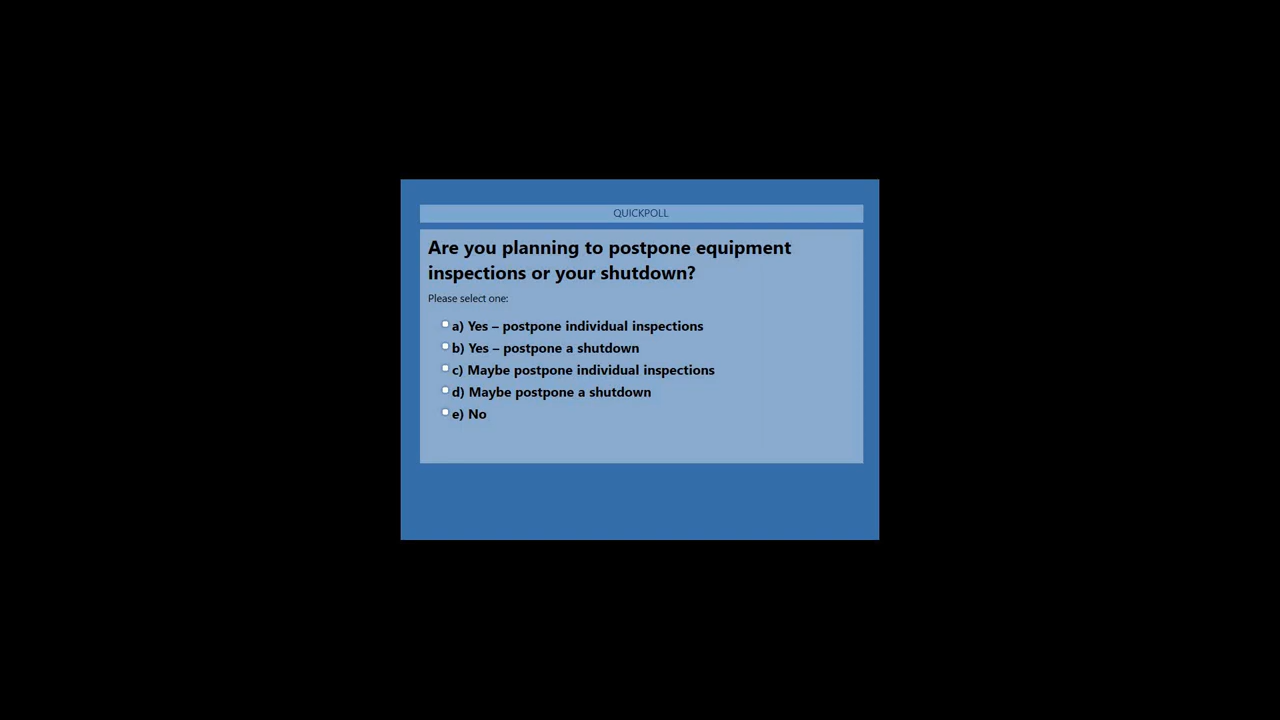 QUICKPOLL
Are you planning to postpone equipment
inspections or your shutdown?
Please select one:
a) Yes – postpone individual inspections
b) Yes – postpone a shutdown
c) Maybe postpone individual inspections
d) Maybe postpone a shutdown
e) No